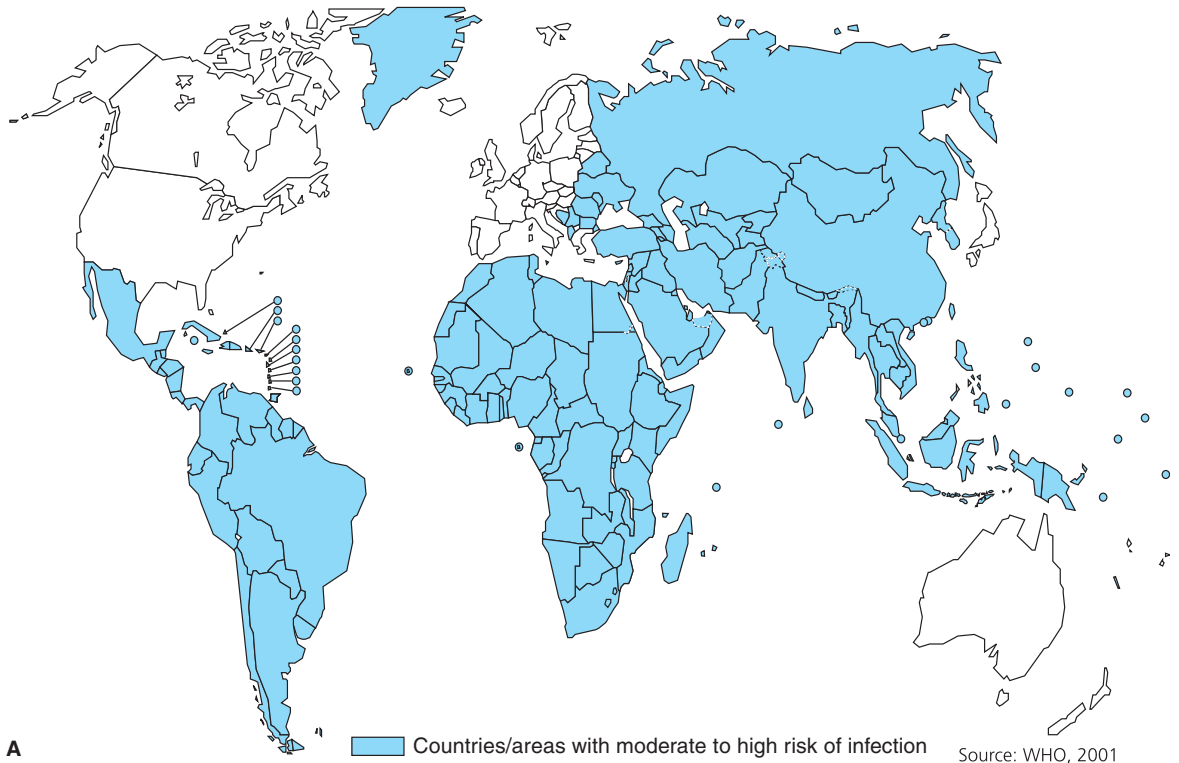 A
Countries/areas with moderate to high risk of infection
Source: WHO, 2001